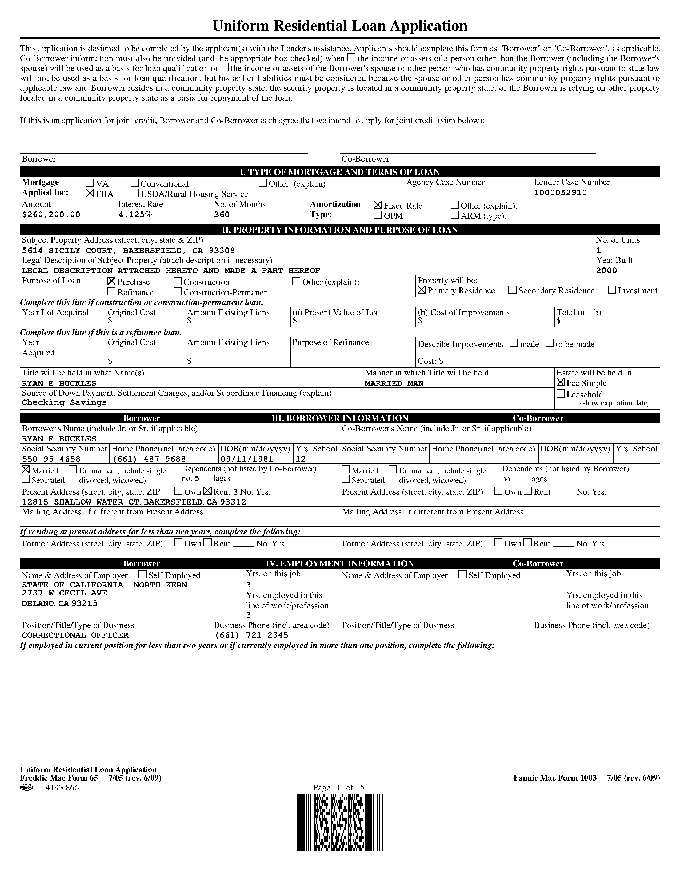 Uniform Residential Loan Application
This application is designed to be completed by the applicant(s) with the Lender's assistance. Applicants should complete this form as "Borrower" or "Co-Borrower", as applicable.
Co-Borrower information must also be provided (and the appropriate box checked) when the income or assets of a person other than the Borrower (including the Borrower's
spouse) will be used as a basis for loan qualification or the income or assets of the Borrower's spouse or other person who has community property rights pursuant to state law
will not be used as a basis for loan qualification, but his or her liabilities must be considered because the spouse or other person has community property rights pursuant to
applicable law and Borrower resides in a community property state, the security property is located in a community property state, or the Borrower is relying on other property
located in a community property state as a basis for repayment of the loan.
If this is an application for joint credit, Borrower and Co-Borrower each agree that we intend to apply for joint credit (sign below):
Borrower Co-Borrower
I. TYPE OF MORTGAGE AND TERMS OF LOAN
Mortgage VA Conventional Other (explain) Agency Case Number Lender Case Number
Applied for: FHA USDA/Rural Housing Service 1000052910
Amount Interest Rate No. of Months Amortization Fixed Rate Other (explain):
$260,200.00 4.125% 360 Type: GPM ARM (type):
II. PROPERTY INFORMATION AND PURPOSE OF LOAN
Subject Property Address (street, city, state & ZIP) No. of Units
5614 SICILY COURT, BAKERSFIELD, CA 93308 1
Legal Description of Subject Property (attach description if necessary) Year Built
LEGAL DESCRIPTION ATTACHED HERETO AND MADE A PART HEREOF 2000
Purpose of Loan Purchase Construction Other (explain): Property will be:
Refinance Construction-Permanent Primary Residence Secondary Residence Investment
Complete this line if construction or construction-permanent loan.
Year Lot Acquired Original Cost Amount Existing Liens (a) Present Value of Lot (b) Cost of Improvements Total
$ $ $ $ $
Complete this line if this is a refinance loan.
Year Original Cost Amount Existing Liens Purpose of Refinance Describe Improvements made to be made
Acquired
$ $ Cost: $
Title will be held in what Name(s) Manner in which Title will be held Estate will be held in
RYAN E BUCKLES MARRIED MAN Fee Simple
Source of Down Payment, Settlement Charges, and/or Subordinate Financing (explain) Leasehold
Checking Savings (show expiration date)
Borrower III. BORROWER INFORMATION Co-Borrower
Borrower's Name (include Jr. or Sr. if applicable) Co-Borrower's Name (include Jr. or Sr. if applicable)
RYAN E BUCKLES
Social Security Number Home Phone(incl. area code) DOB(mm/dd/yyyy) Yrs. School Social Security Number Home Phone(incl. area code) DOB(mm/dd/yyyy) Yrs. School
550 95 4658 (661) 487 9688 09/11/1981 12
Married Unmarried (include single, Dependents (not listed by Co-Borrower) Married Unmarried (include single, Dependents (not listed by Borrower)
Separated divorced, widowed) no. 5 ages Separated divorced, widowed) no. ages
Present Address (street, city, state, ZIP) Own Rent 3 No. Yrs. Present Address (street, city, state, ZIP) Own Rent No. Yrs.
12815 SHALLOW WATER CT, BAKERSFIELD, CA 93312
Mailing Address, if different from Present Address Mailing Address, if different from Present Address
If residing at present address for less than two years, complete the following:
Former Address (street, city, state, ZIP) Own Rent No. Yrs. Former Address (street, city, state, ZIP) Own Rent No. Yrs.
Borrower IV. EMPLOYMENT INFORMATION Co-Borrower
Name & Address of Employer Self Employed Yrs. on this job Name & Address of Employer Self Employed Yrs. on this job
STATE OF CALIFORNIA NORTH KERN 3
2737 W CECIL AVE Yrs. employed in this Yrs. employed in this
DELANO, CA 93215 line of work/profession line of work/profession
3
Position/Title/Type of Business Business Phone (incl. area code) Position/Title/Type of Business Business Phone (incl. area code)
CORRECTIONAL OFFICER (661) 721 2345
If employed in current position for less than two years or if currently employed in more than one position, complete the following:
Uniform Residential Loan Application
Freddie Mac Form 65 7/05 (rev. 6/09) Fannie Mae Form 1003 7/05 (rev. 6/09)
Page 1 of 5